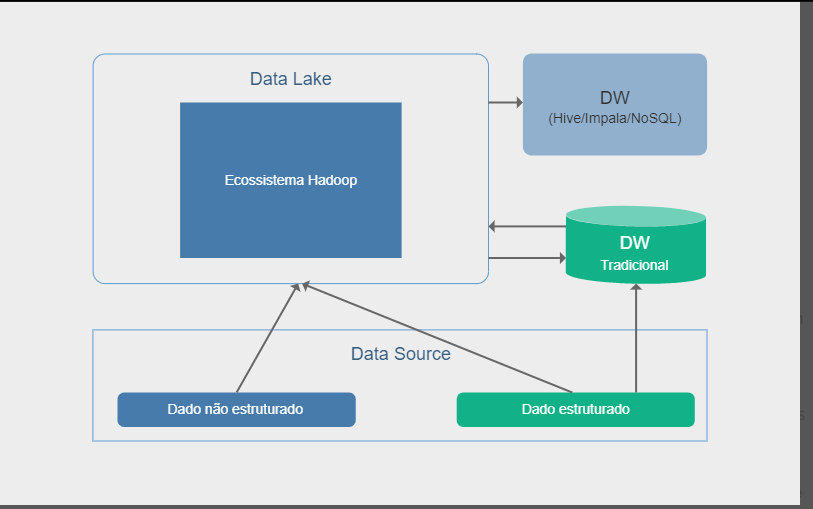 Data Lake
Ecossistema Hadoop
DW
(Hive/Impala/NoSQL)
DW
Tradicional
Data Source
Dado não estruturado
Dado estruturado